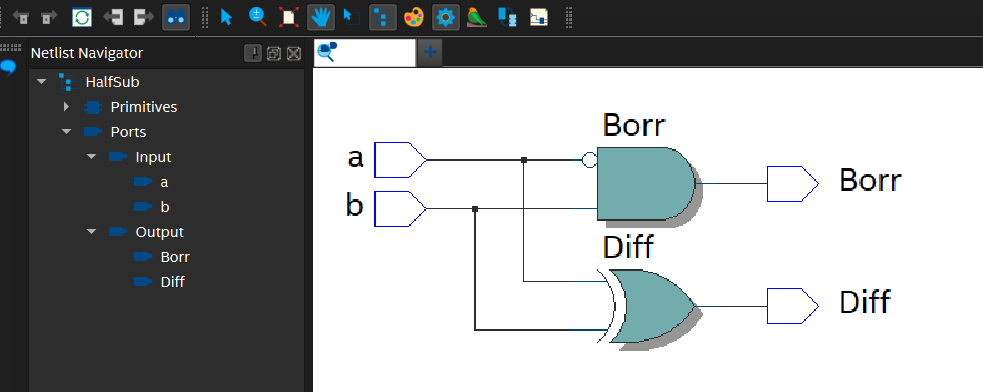 Netlist Navigator
HalfSub
Primitives
Ports
Input
a
b
Output
Borr
Diff
Borr
a
Borr
b
Diff
Diff